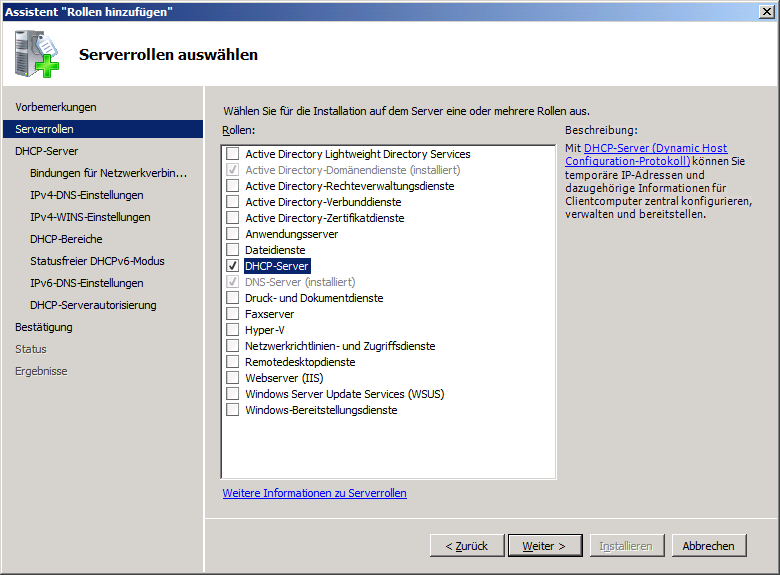 Assistent "Rollen hinzufügen"
Serverrollen auswählen
Vorbemerkungen
Serverrollen
DHCP-Server
Bindungen für Netzwerkverbin...
IPv4-DNS-Einstellungen
IPv4-WINS-Einstellungen
DHCP-Bereiche
Statusfreier DHCPv6-Modus
IPv6-DNS-Einstellungen
DHCP-Serverautorisierung
Bestätigung
Status
Ergebnisse
Wählen Sie für die Installation auf dem Server eine oder mehrere Rollen aus.
Rollen:
Active Directory Lightweight Directory Services
Active Directory-Domänendienste (installiert)
Active Directory-Rechteverwaltungsdienste
Active Directory-Verbunddienste
Active Directory-Zertifikatdienste
Anwendungsserver
Dateidienste
DHCP-Server
DNS-Server (installiert)
Druck- und Dokumentdienste
Faxserver
Hyper-V
Netzwerkrichtlinien- und Zugriffsdienste
Remotedesktopdienste
Webserver (IIS)
Windows Server Update Services (WSUS)
Windows-Bereitstellungsdienste
Weitere Informationen zu Serverrollen
Beschreibung:
Mit DHCP-Server (Dynamic Host
Configuration-Protokoll) können Sie
temporäre IP-Adressen und
dazugehörige Informationen für
Clientcomputer zentral konfigurieren,
verwalten und bereitstellen.
< Zurück
Weiter >
Installieren
Abbrechen